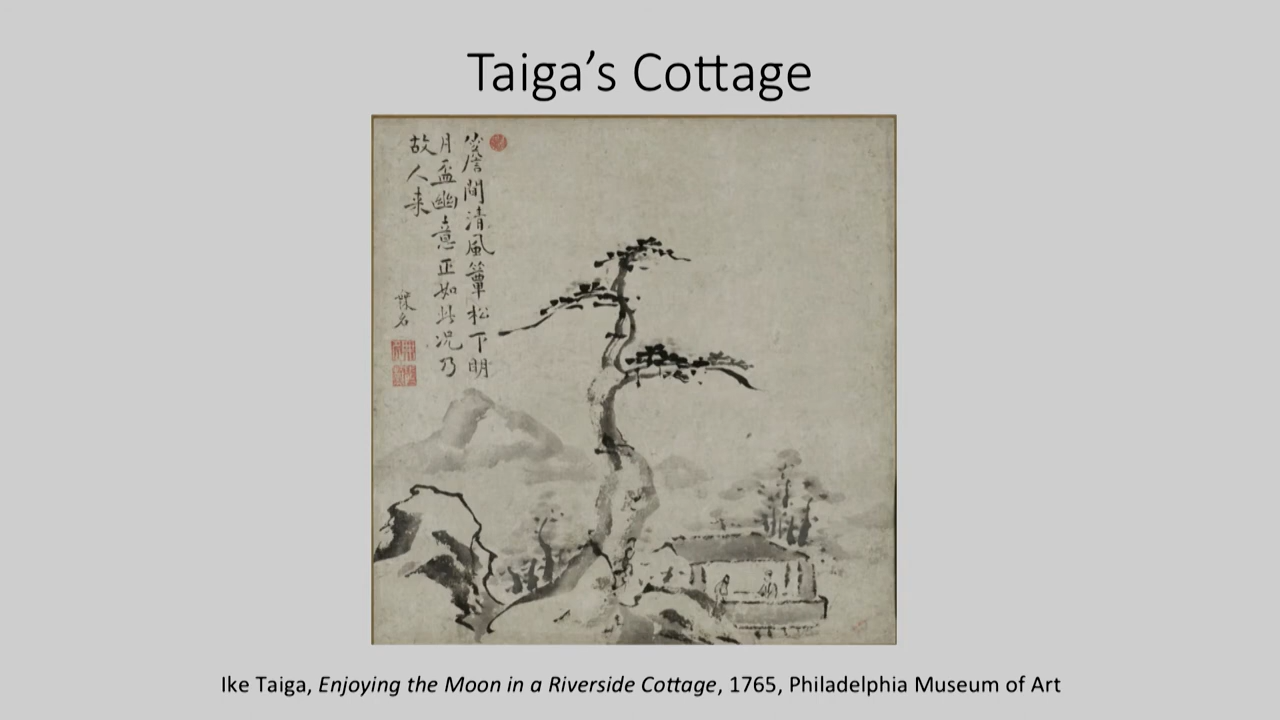 Taiga’s Cottage
簷間清風簟松下明
月盃幽意正如此況乃
故人来
Ike Taiga, Enjoying the Moon in a Riverside Cottage, 1765, Philadelphia Museum of Art